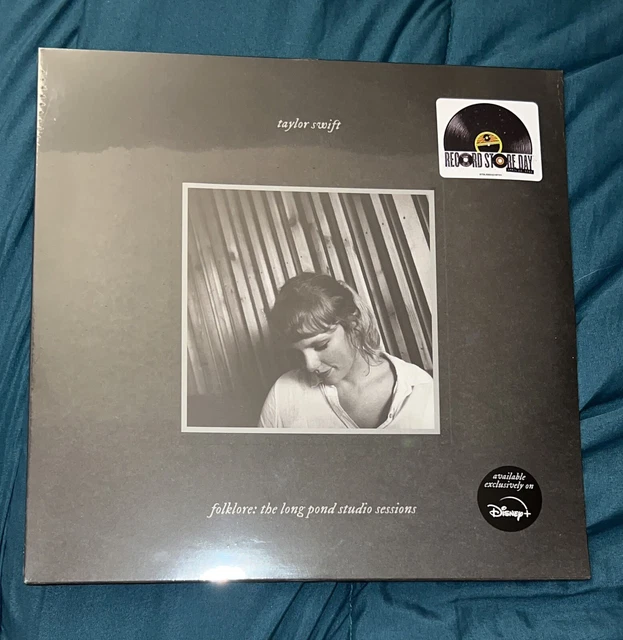 taylor swift
RECORD STORE DAY
folklore: the long pond studio sessions
available
exclusively on
Disney+